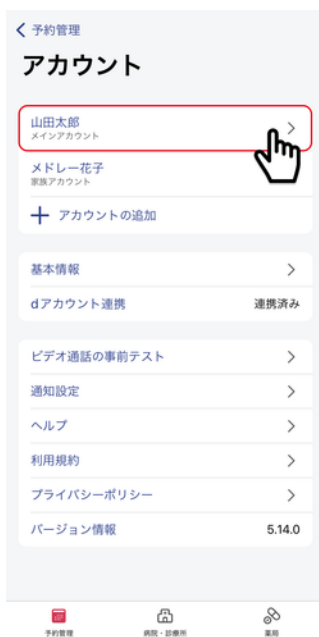 予約管理
アカウント
山田太郎
メインアカウント
メドレー花子
家族アカウント
アカウントの追加
基本情報
dアカウント連携 連携済み
ビデオ通話の事前テスト
通知設定
ヘルプ
利用規約
プライバシーポリシー
バージョン情報 5.14.0
予約管理 病院・診療所 薬局